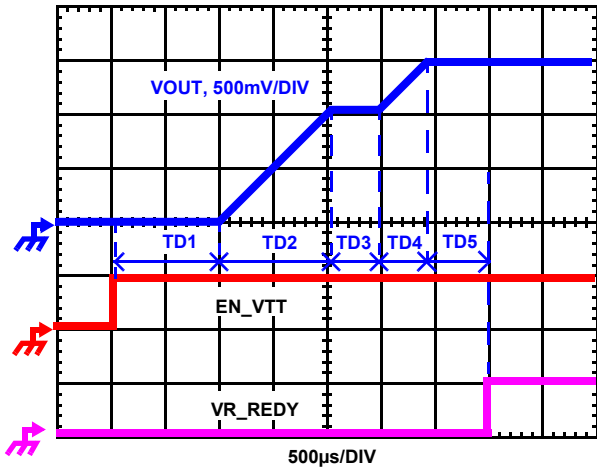 VOUT, 500mV/DIV
TD1 TD2 TD3 TD4 TD5
EN_VTT
VR_REDY
500µs/DIV